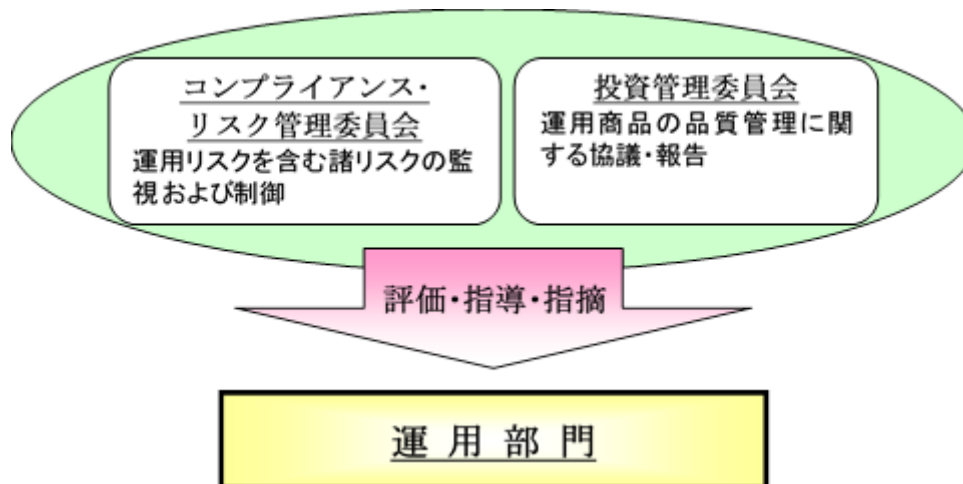 コンプライアンス・
リスク管理委員会
運用リスクを含む諸リスクの監
視および制御
投資管理委員会
運用商品の品質管理に関
する協議・報告
評価・指導・指摘
運用部門